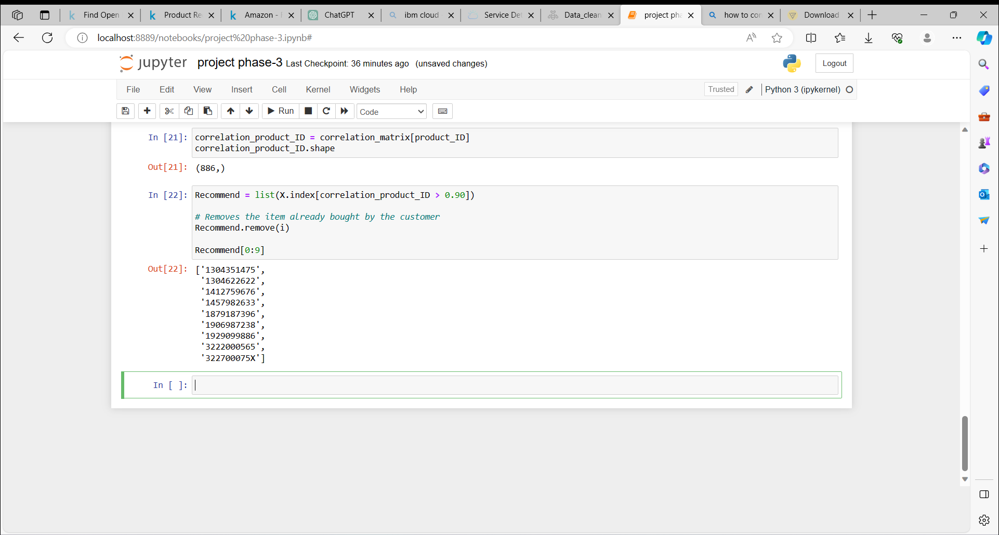 Find Open
Product Re
Amazon -
ChatGPT
ibm cloud
Service Det
Data_clean
project pha
how to con
Download
localhost:8889/notebooks/project%20phase-3.ipynb#
jupyter project phase-3 Last Checkpoint: 36 minutes ago (unsaved changes)
Logout
File Edit View Insert Cell Kernel Widgets Help
Trusted
Python 3 (ipykernel)
Run
Code
In [21]: correlation_product_ID = correlation_matrix[product_ID]
correlation_product_ID.shape
Out[21]: (886,)
In [22]: Recommend = list(X.index[correlation_product_ID > 0.90])
# Removes the item already bought by the customer
Recommend.remove(i)
Recommend[0:9]
Out[22]: ['1304351475',
'1304622622',
'1412759676',
'1457982633',
'1879187396',
'1906987238',
'1929099886',
'3222000565',
'322700075X']
In [ ]: